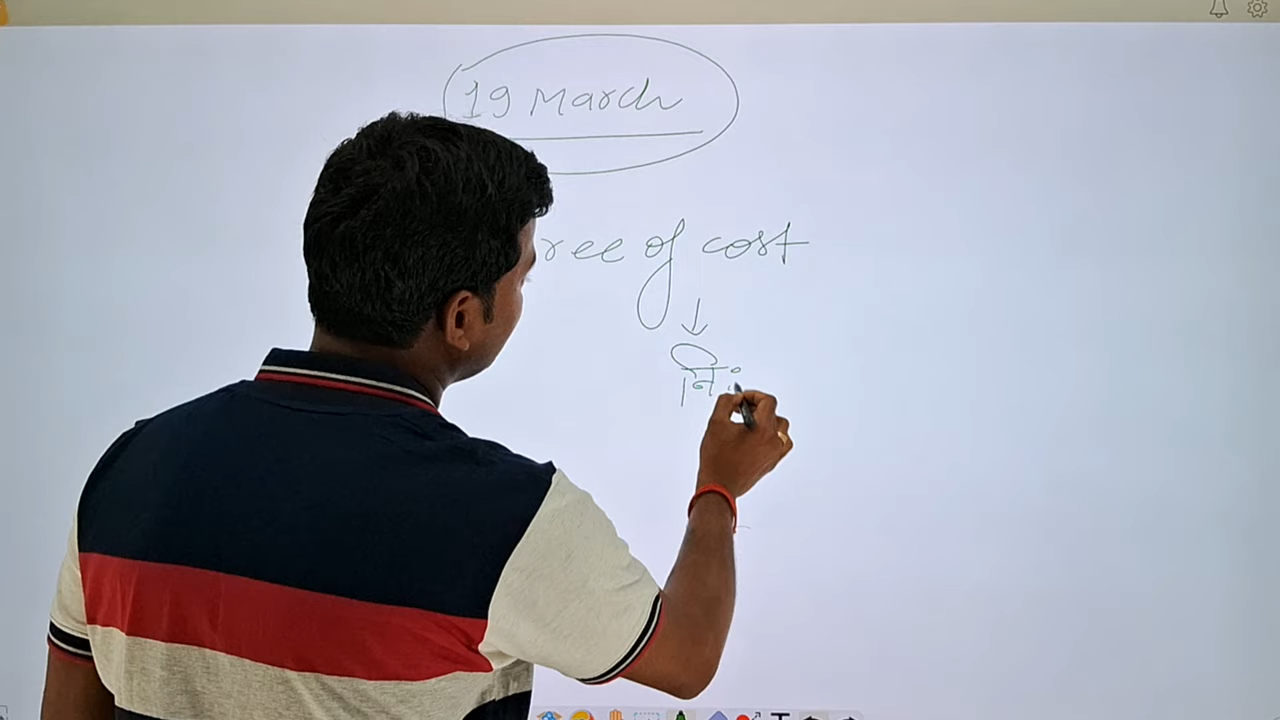 19 March
ree of cost
निः